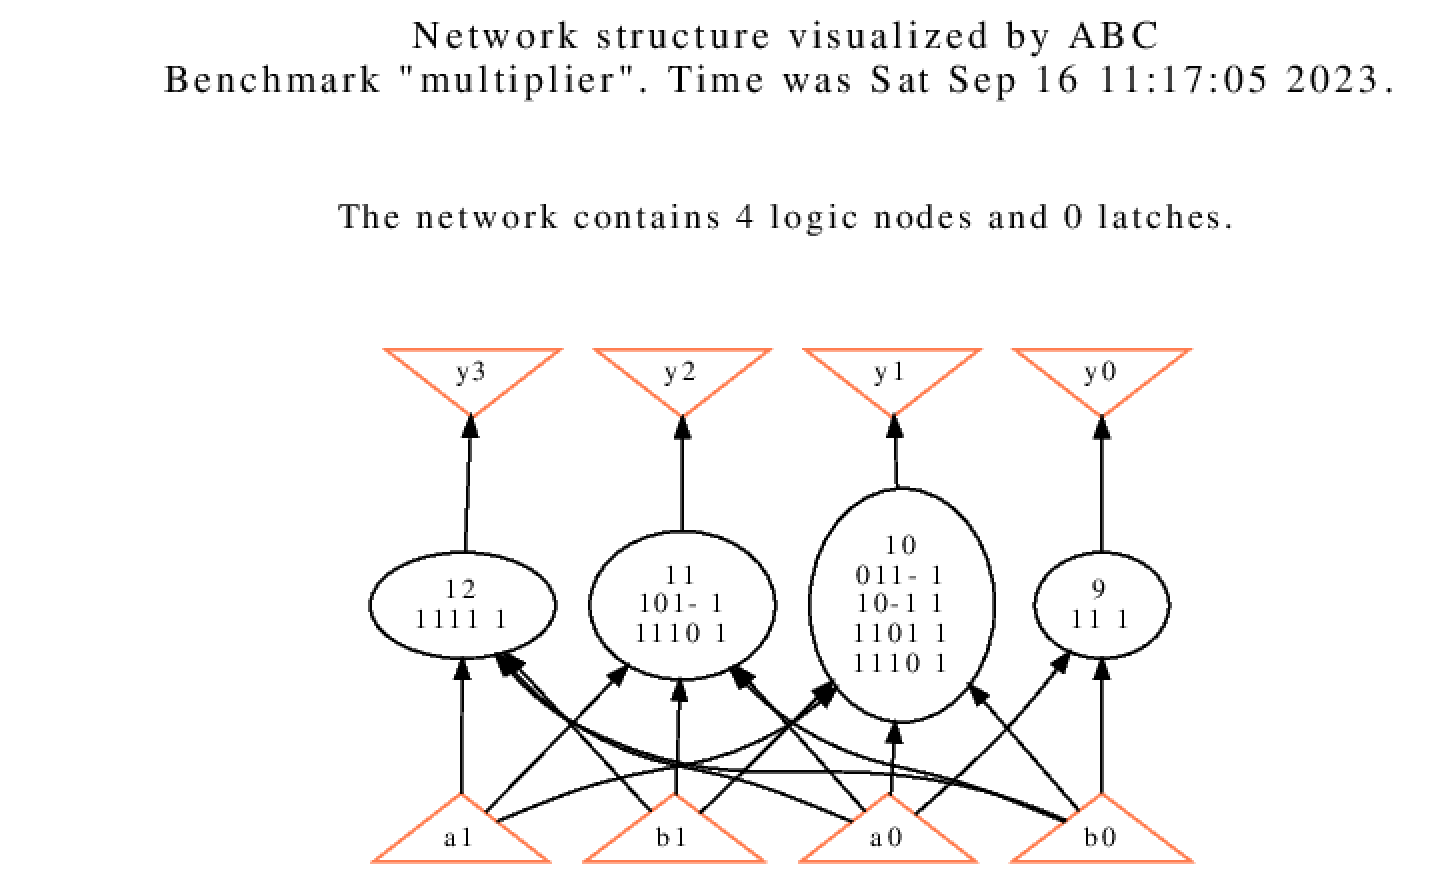 Network structure visualized by ABC
Benchmark "multiplier". Time was Sat Sep 16 11:17:05 2023.
The network contains 4 logic nodes and 0 latches.
y3
y2
y1
y0
12
1111 1
11
101- 1
1110 1
10
011- 1
10-1 1
1101 1
1110 1
9
11 1
a1
b1
a0
b0